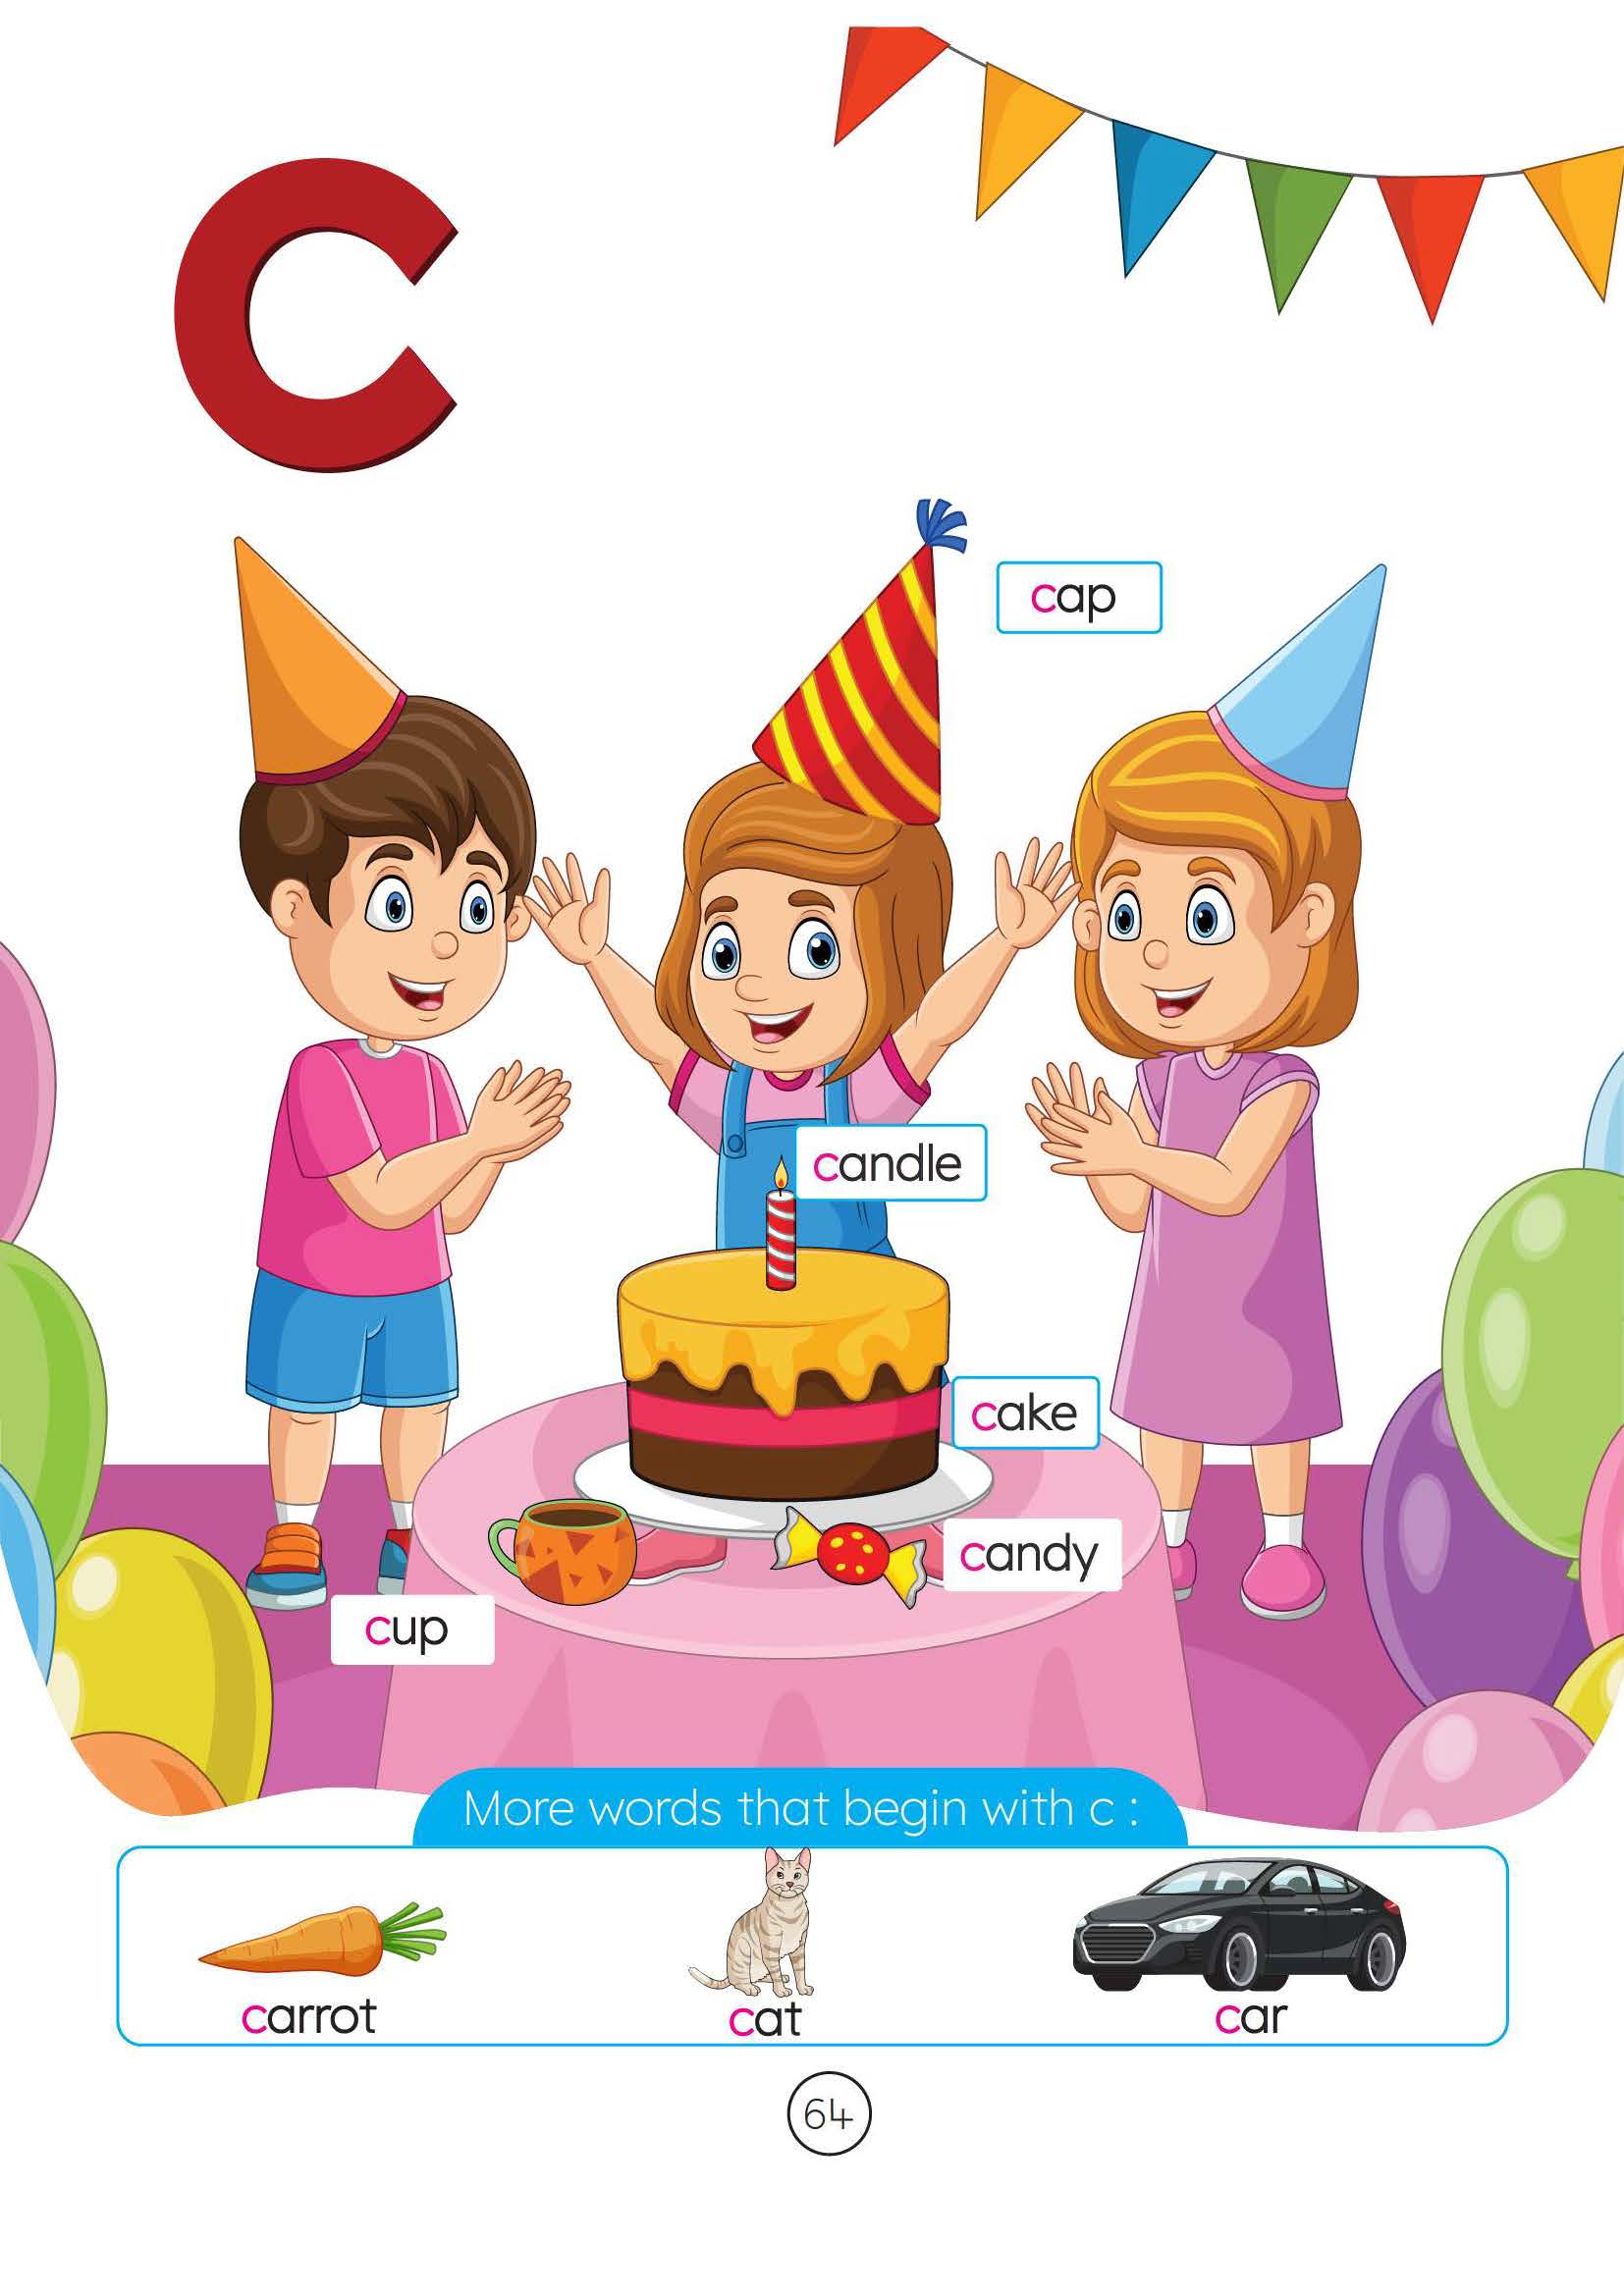 c
cap
candle
cake
candy
cup
More words that begin with c :
carrot
cat
car
64